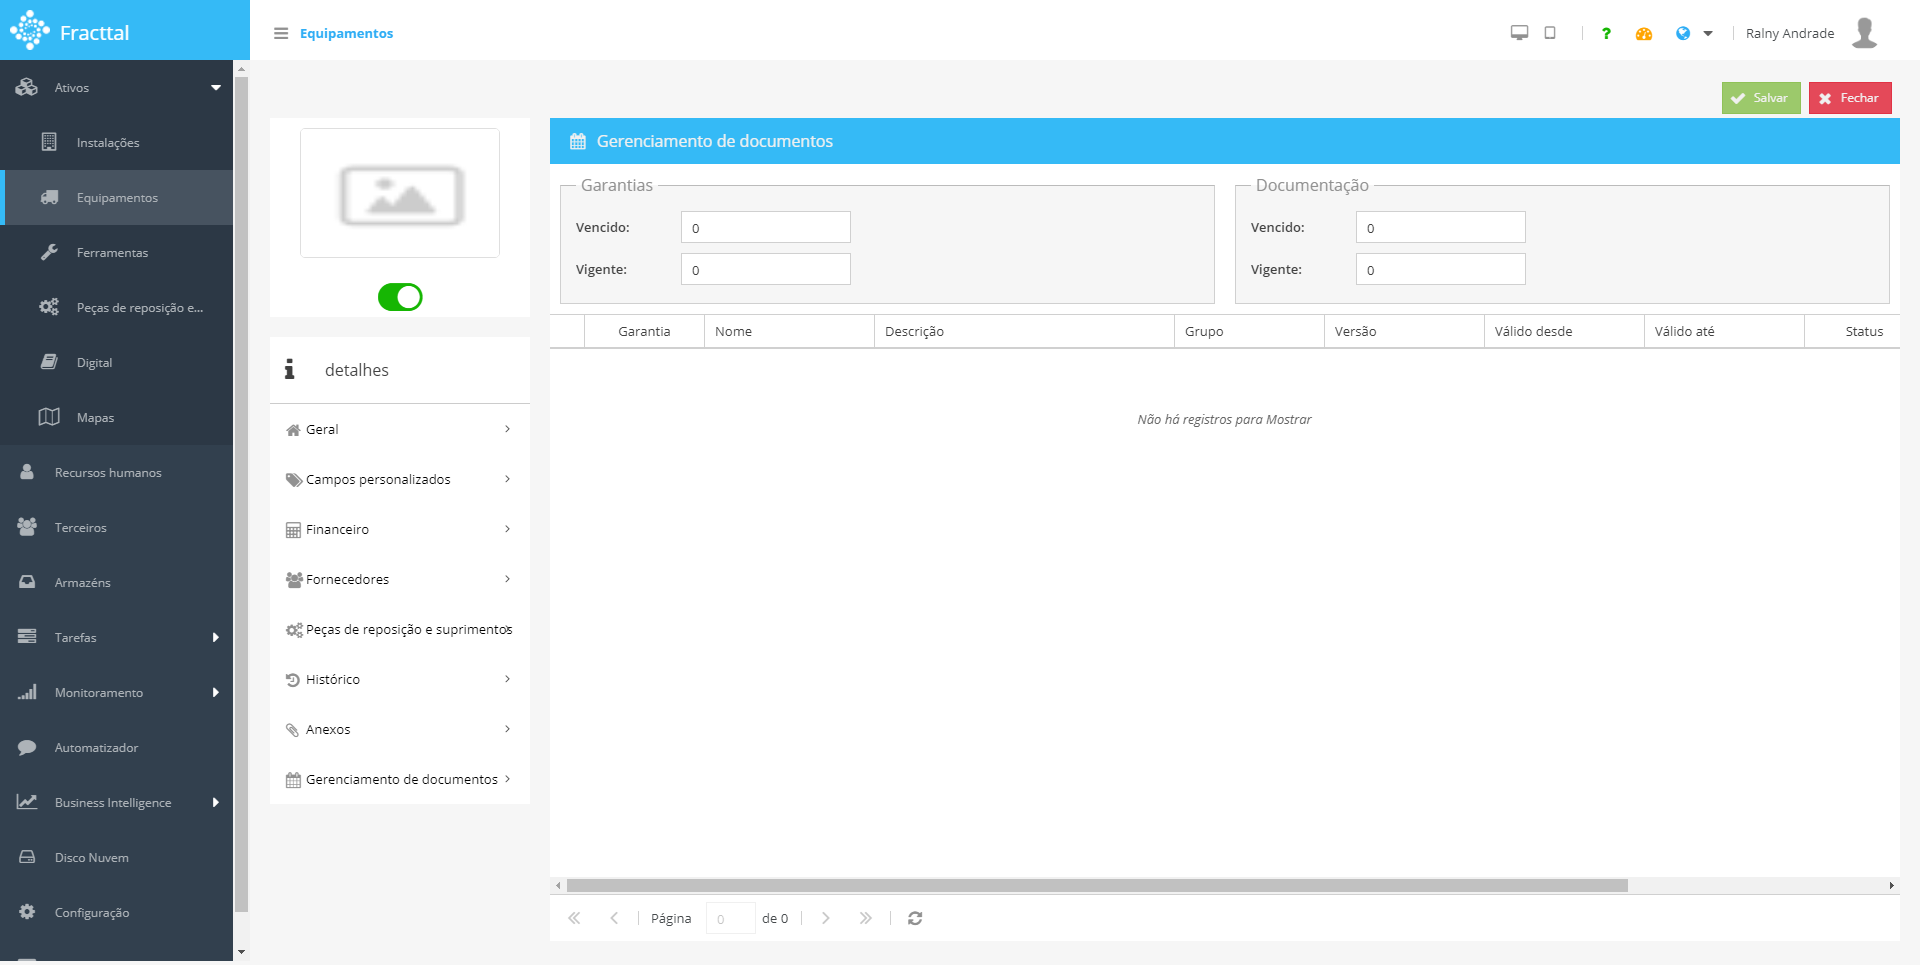 Fracttal
Equipamentos
?
Ralny Andrade
Ativos
Instalações
Equipamentos
Ferramentas
Peças de reposição e...
Digital
Mapas
Recursos humanos
Terceiros
Armazéns
Tarefas
Monitoramento
Automatizador
Business Intelligence
Disco Nuvem
Configuração
detalhes
Geral
Campos personalizados
Financeiro
Fornecedores
Peças de reposição e suprimentos
Histórico
Anexos
Gerenciamento de documentos
Salvar
Fechar
Gerenciamento de documentos
Garantias
Vencido: 0
Vigente: 0
Documentação
Vencido: 0
Vigente: 0
Garantia Nome Descrição Grupo Versão Válido desde Válido até Status
Não há registros para Mostrar
Página 0 de 0